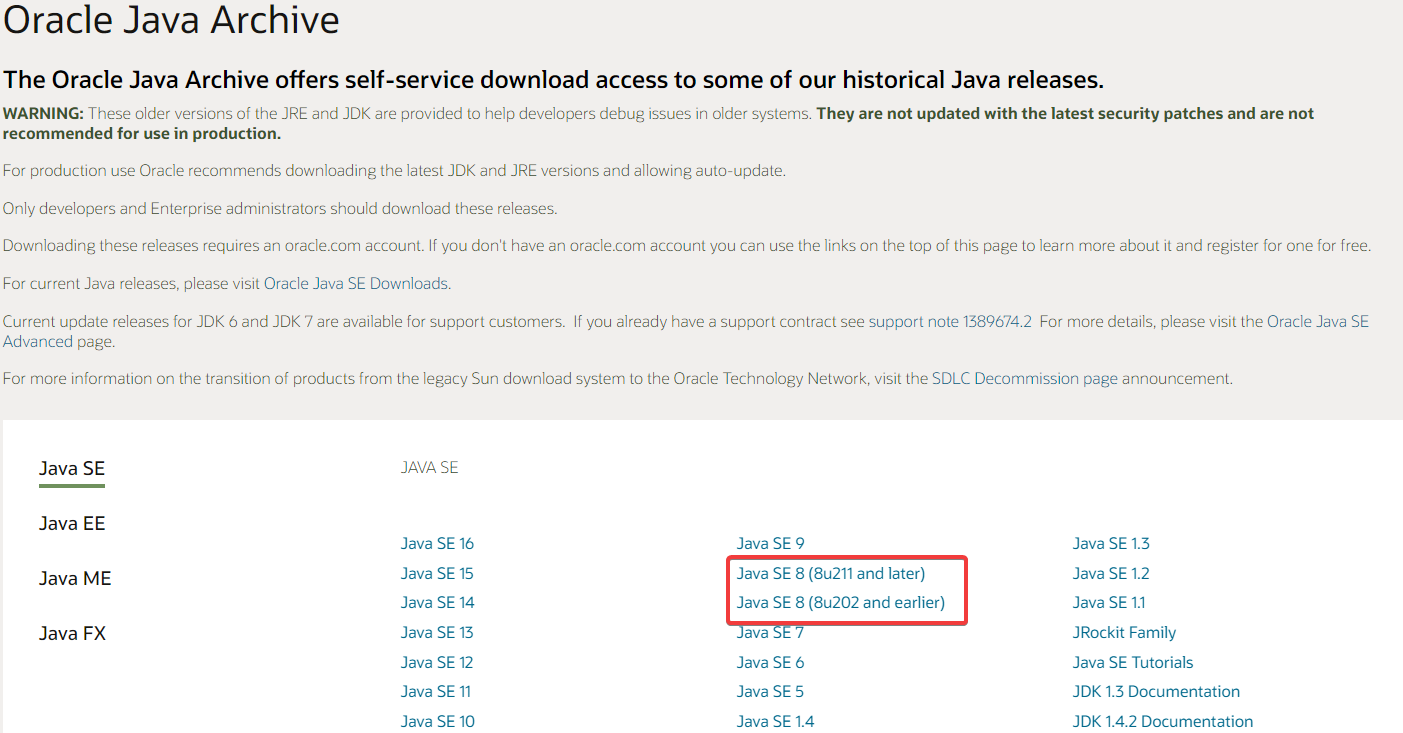 Oracle Java Archive
The Oracle Java Archive offers self-service download access to some of our historical Java releases.
WARNING: These older versions of the JRE and JDK are provided to help developers debug issues in older systems. They are not updated with the latest security patches and are not
recommended for use in production.
For production use Oracle recommends downloading the latest JDK and JRE versions and allowing auto-update.
Only developers and Enterprise administrators should download these releases.
Downloading these releases requires an oracle.com account. If you don't have an oracle.com account you can use the links on the top of this page to learn more about it and register for one for free.
For current Java releases, please visit Oracle Java SE Downloads.
Current update releases for JDK 6 and JDK 7 are available for support customers.  If you already have a support contract see support note 1389674.2  For more details, please visit the Oracle Java SE
Advanced page.
For more information on the transition of products from the legacy Sun download system to the Oracle Technology Network, visit the SDLC Decommission page announcement.
Java SE
Java EE
Java ME
Java FX
JAVA SE
Java SE 16
Java SE 15
Java SE 14
Java SE 13
Java SE 12
Java SE 11
Java SE 10
Java SE 9
Java SE 8 (8u211 and later)
Java SE 8 (8u202 and earlier)
Java SE 7
Java SE 6
Java SE 5
Java SE 1.4
Java SE 1.3
Java SE 1.2
Java SE 1.1
JRockit Family
Java SE Tutorials
JDK 1.3 Documentation
JDK 1.4.2 Documentation